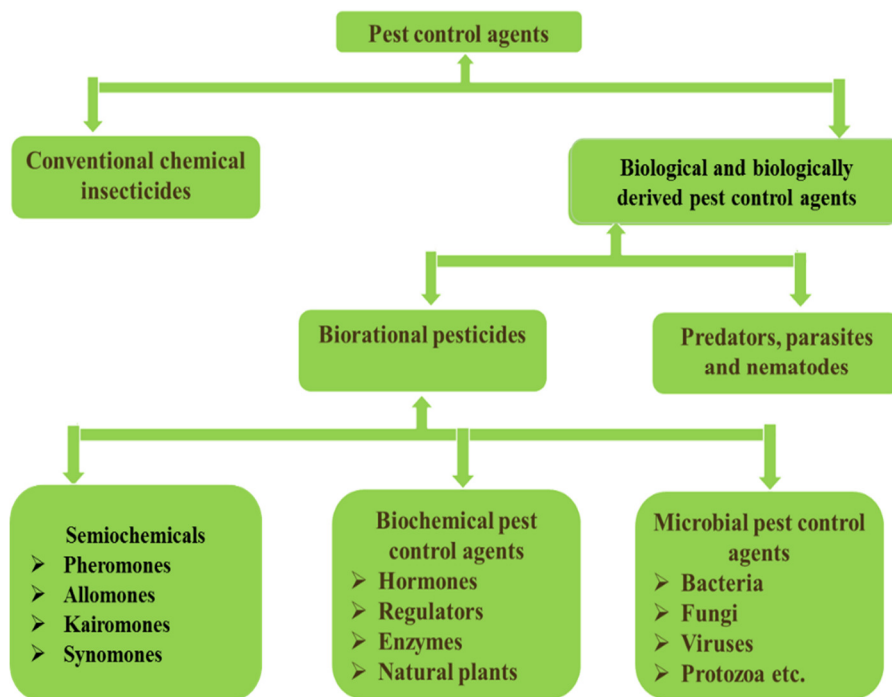 Pest control agents
Conventional chemical
insecticides
Biological and biologically
derived pest control agents
Biorational pesticides
Predators, parasites
and nematodes
Semiochemicals
➢ Pheromones
➢ Allomones
➢ Kairomones
➢ Synomones
Biochemical pest
control agents
➢ Hormones
➢ Regulators
➢ Enzymes
➢ Natural plants
Microbial pest control
agents
➢ Bacteria
➢ Fungi
➢ Viruses
➢ Protozoa etc.